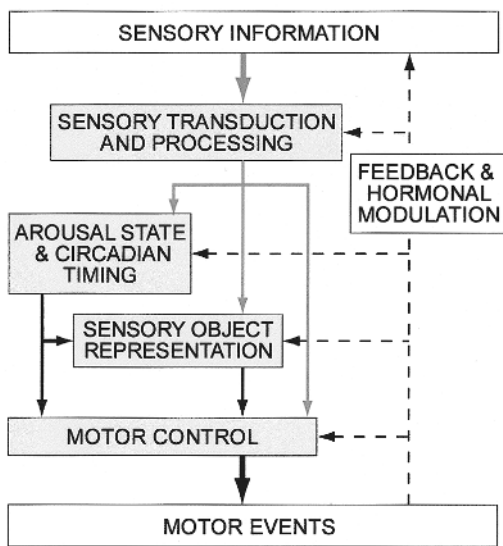 SENSORY INFORMATION
SENSORY TRANSDUCTION
AND PROCESSING
FEEDBACK &
HORMONAL
MODULATION
AROUSAL STATE
& CIRCADIAN
TIMING
SENSORY OBJECT
REPRESENTATION
MOTOR CONTROL
MOTOR EVENTS